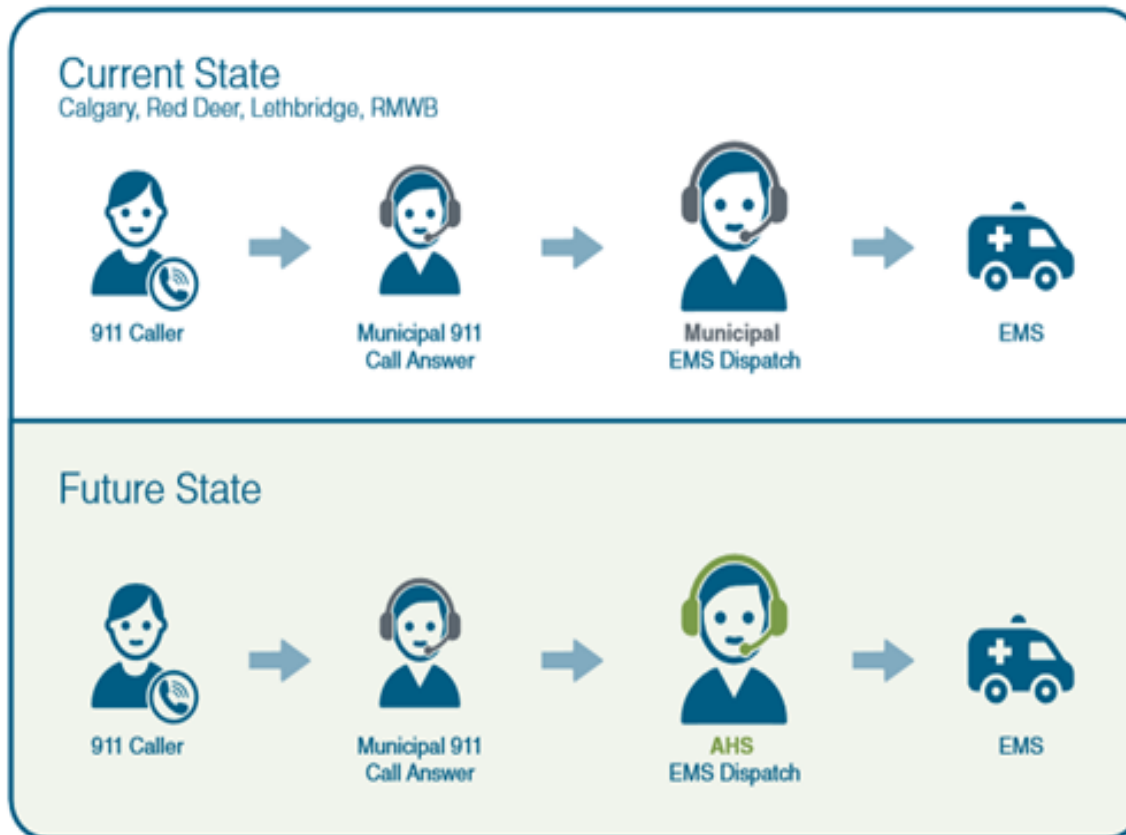 Current State
Calgary, Red Deer, Lethbridge, RMWB
911 Caller
Municipal 911
Call Answer
Municipal
EMS Dispatch
EMS
Future State
911 Caller
Municipal 911
Call Answer
AHS
EMS Dispatch
EMS